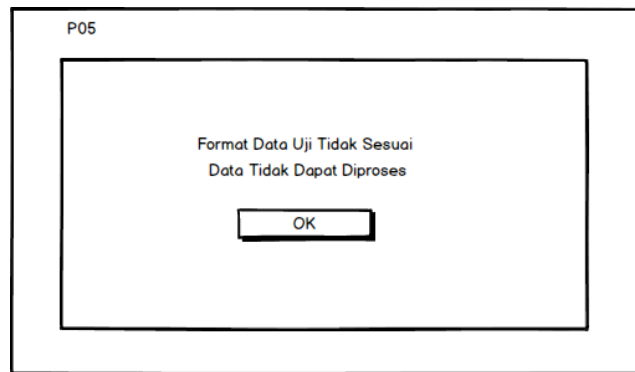 P05
Format Data Uji Tidak Sesuai
Data Tidak Dapat Diproses
OK